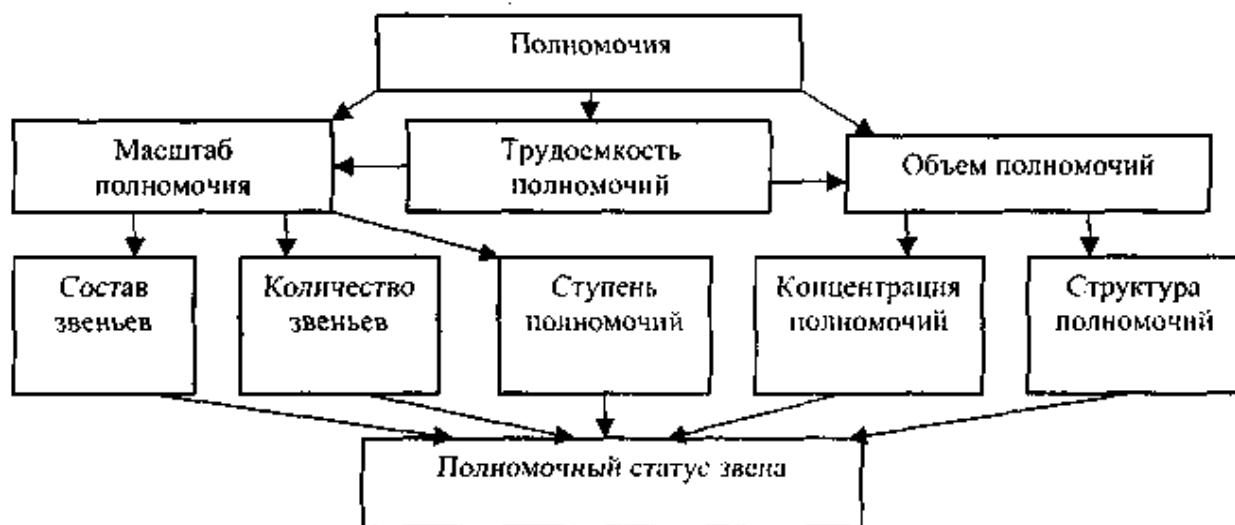 Полномочия
Масштаб
полномочия
Трудоемкость
полномочий
Объем полномочий
Состав
звеньев
Количество
звеньев
Ступень
полномочий
Концентрация
полномочий
Структура
полномочий
Полномочный статус звена